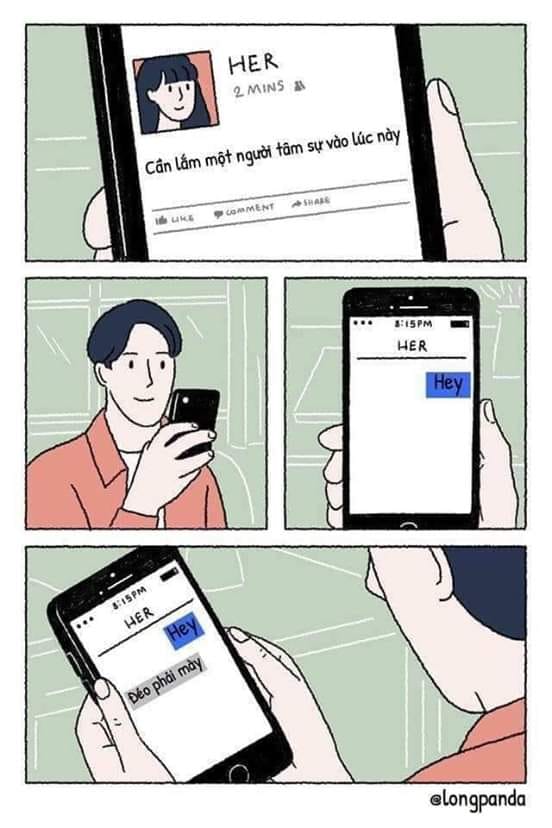 HER
2 MINS
Cần lắm một người tâm sự vào lúc này
LIKE COMMENT SHARE
8:15PM
HER
Hey
8:15PM
HER
Hey
Đéo phải mày
@longpanda